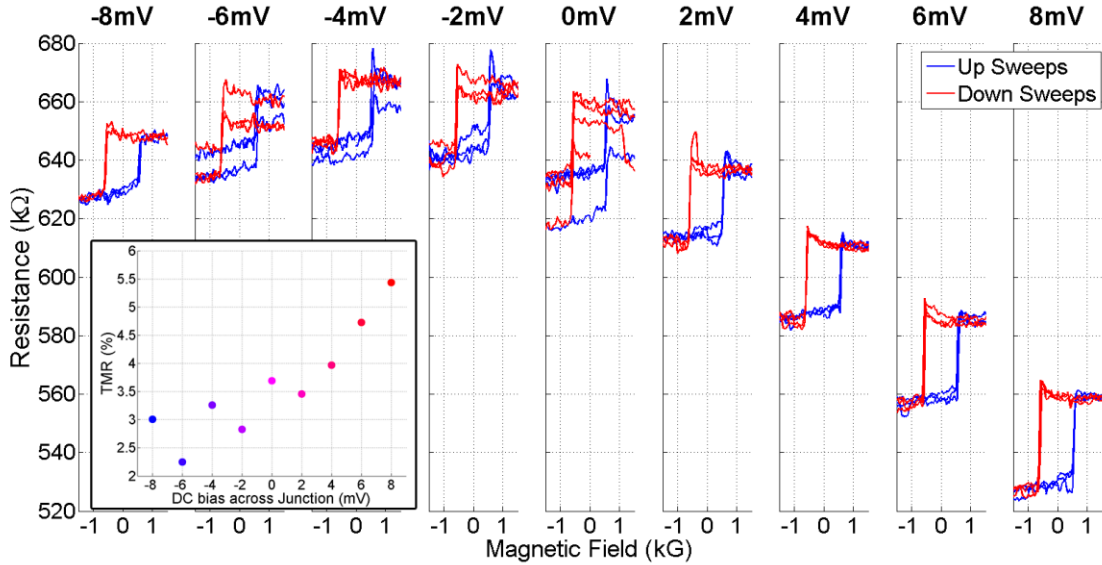 -8mV -6mV -4mV -2mV 0mV 2mV 4mV 6mV 8mV
Up Sweeps
Down Sweeps
Resistance (kΩ)
680
660
640
620
600
580
560
540
520
-1 0 1 -1 0 1 -1 0 1 -1 0 1 -1 0 1 -1 0 1 -1 0 1 -1 0 1 -1 0 1
Magnetic Field (kG)
TMR (%)
6
5.5
5
4.5
4
3.5
3
2.5
2
-8 -6 -4 -2 0 2 4 6 8
DC bias across Junction (mV)